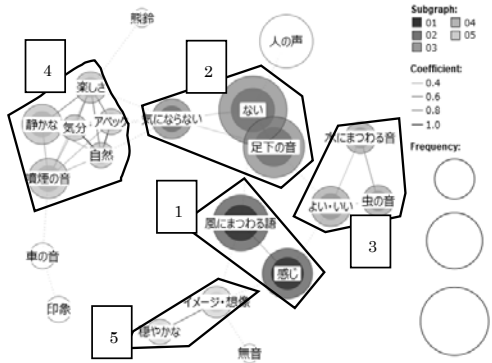 熊鈴
人の声
Subgraph:
01
04
02
05
03
Coefficient:
0.4
0.6
0.8
1.0
Frequency:
4
楽しさ
静かな
気分
アベック
自然
噴煙の音
2
気にならない
ない
足下の音
水にまつわる音
よい・いい
虫の音
3
1
風にまつわる語
感じ
車の音
印象
5
イメージ・想像
穏やかな
無音